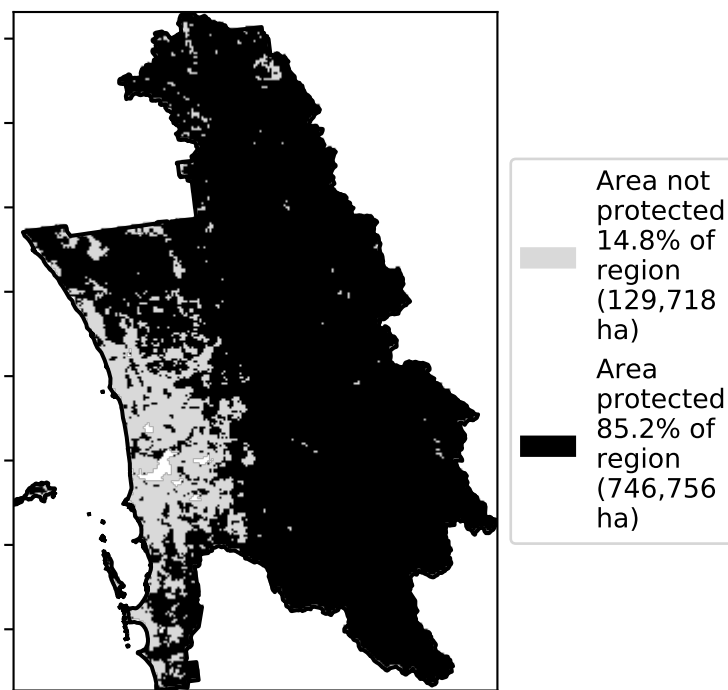 Area not
protected
14.8% of
region
(129,718
ha)
Area
protected
85.2% of
region
(746,756
ha)